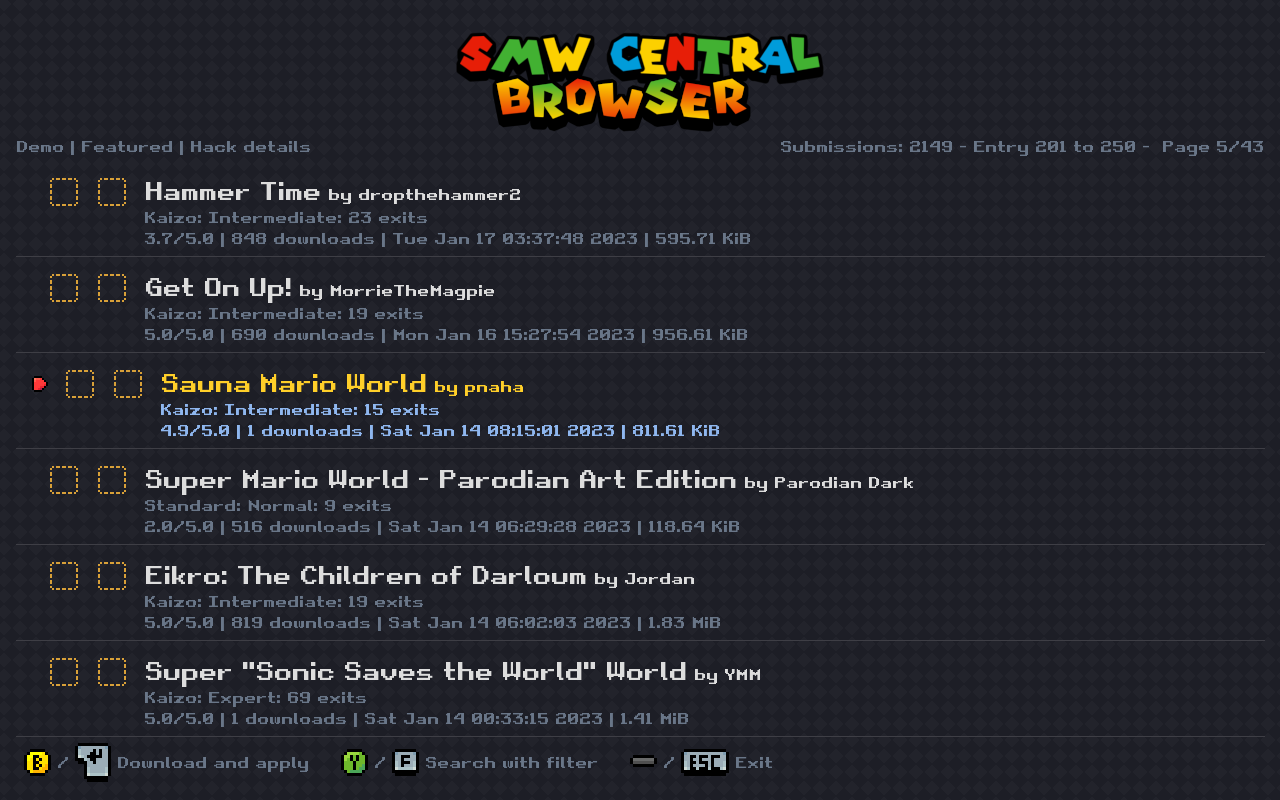 SMW CENTRAL
BROWSER
Demo | Featured | Hack details
Submissions: 2149 - Entry 201 to 250 - Page 5/43
Hammer Time by dropthehammer2
Kaizo: Intermediate: 23 exits
3.7/5.0 | 848 downloads | Tue Jan 17 03:37:48 2023 | 595.71 KiB
Get On Up! by MorrieTheMagpie
Kaizo: Intermediate: 19 exits
5.0/5.0 | 690 downloads | Mon Jan 16 15:27:54 2023 | 956.61 KiB
Sauna Mario World by pnaha
Kaizo: Intermediate: 15 exits
4.9/5.0 | 1 downloads | Sat Jan 14 08:15:01 2023 | 811.61 KiB
Super Mario World - Parodian Art Edition by Parodian Dark
Standard: Normal: 9 exits
2.0/5.0 | 516 downloads | Sat Jan 14 06:29:28 2023 | 118.64 KiB
Eikro: The Children of Darloum by Jordan
Kaizo: Intermediate: 19 exits
5.0/5.0 | 819 downloads | Sat Jan 14 06:02:03 2023 | 1.83 MiB
Super "Sonic Saves the World" World by YMM
Kaizo: Expert: 69 exits
5.0/5.0 | 1 downloads | Sat Jan 14 00:33:15 2023 | 1.41 MiB
B / Download and apply Y / F Search with filter / ESC Exit